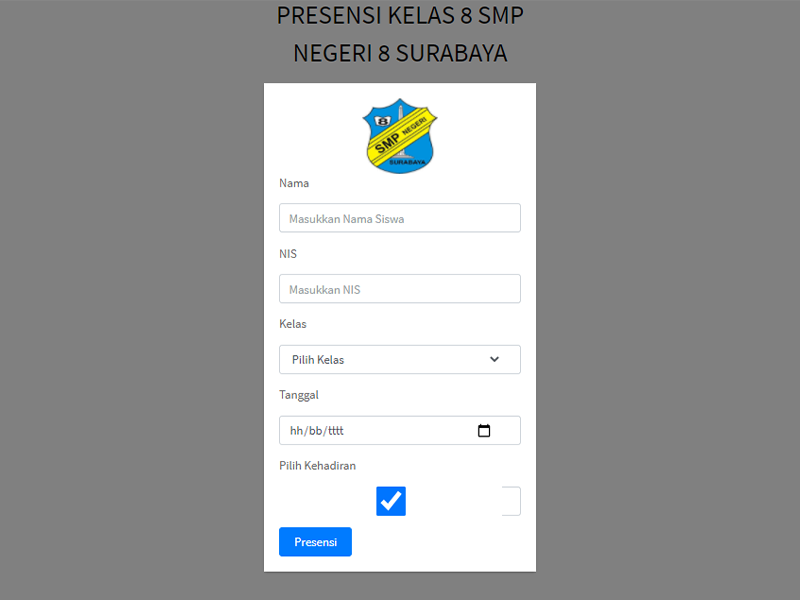 PRESENSI KELAS 8 SMP
NEGERI 8 SURABAYA
8
SMP NEGERI
SURABAYA
Nama
Masukkan Nama Siswa
NIS
Masukkan NIS
Kelas
Pilih Kelas
Tanggal
hh/bb/tttt
Pilih Kehadiran
Presensi